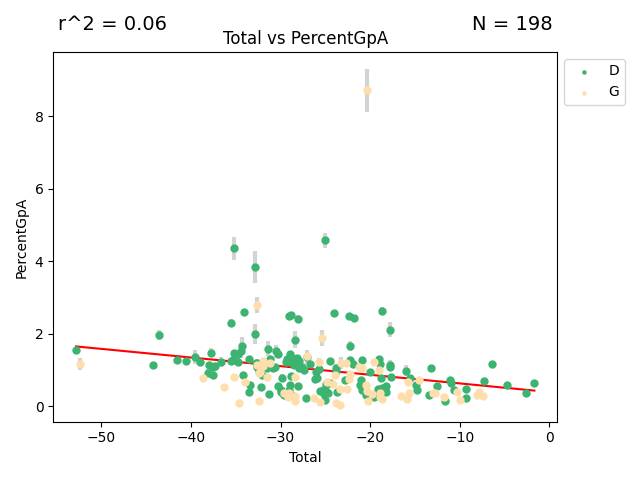 r^2 = 0.06
N = 198
Total vs PercentGpA
D
G
8
6
4
2
0
PercentGpA
−50
−40
−30
−20
−10
0
Total